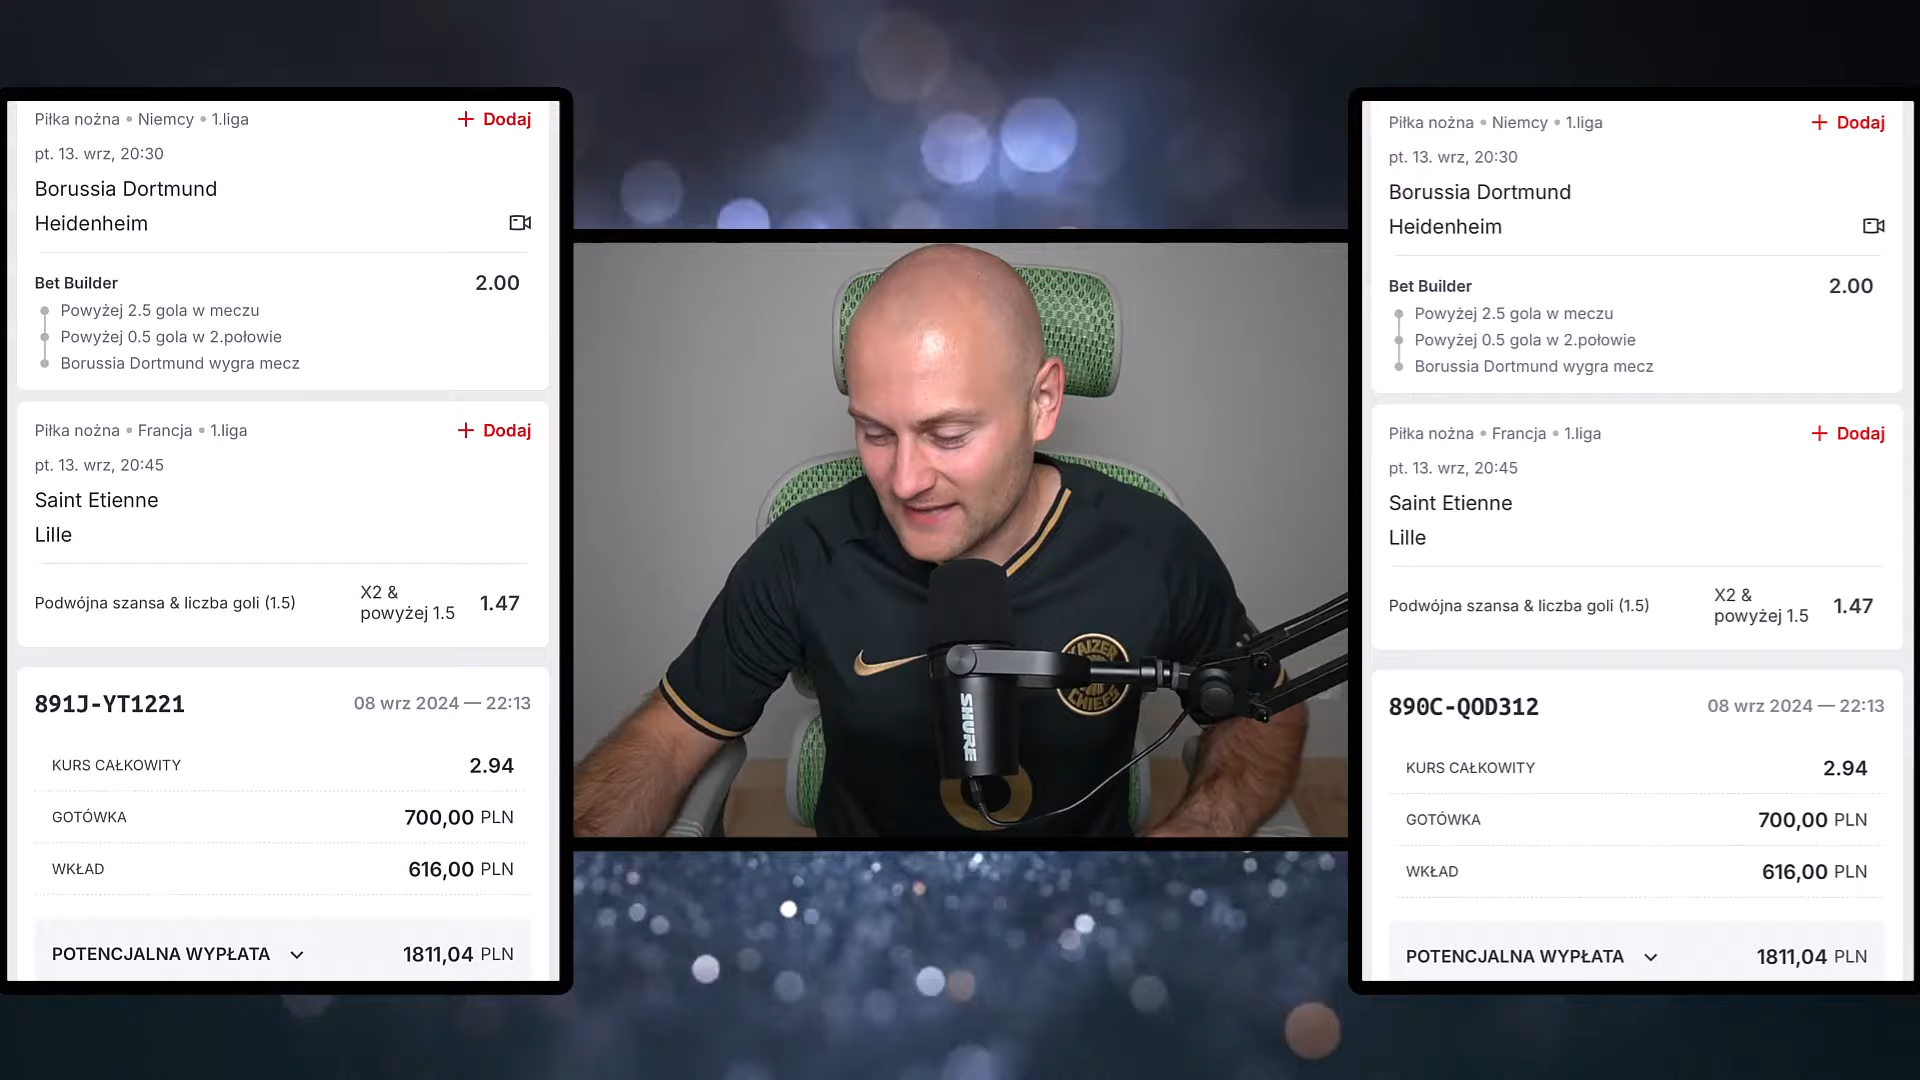 Piłka nożna • Niemcy • 1.liga + Dodaj
pt. 13. wrz, 20:30
Borussia Dortmund
Heidenheim
Bet Builder 2.00
Powyżej 2.5 gola w meczu
Powyżej 0.5 gola w 2.połowie
Borussia Dortmund wygra mecz
Piłka nożna • Francja • 1.liga + Dodaj
pt. 13. wrz, 20:45
Saint Etienne
Lille
Podwójna szansa & liczba goli (1.5) X2 & powyżej 1.5 1.47
891J-YT1221 08 wrz 2024 — 22:13
KURS CAŁKOWITY 2.94
GOTÓWKA 700,00 PLN
WKŁAD 616,00 PLN
POTENCJALNA WYPŁATA 1811,04 PLN
KAIZER
CHIEFS
SHURE
Piłka nożna • Niemcy • 1.liga + Dodaj
pt. 13. wrz, 20:30
Borussia Dortmund
Heidenheim
Bet Builder 2.00
Powyżej 2.5 gola w meczu
Powyżej 0.5 gola w 2.połowie
Borussia Dortmund wygra mecz
Piłka nożna • Francja • 1.liga + Dodaj
pt. 13. wrz, 20:45
Saint Etienne
Lille
Podwójna szansa & liczba goli (1.5) X2 & powyżej 1.5 1.47
890C-QOD312 08 wrz 2024 — 22:13
KURS CAŁKOWITY 2.94
GOTÓWKA 700,00 PLN
WKŁAD 616,00 PLN
POTENCJALNA WYPŁATA 1811,04 PLN